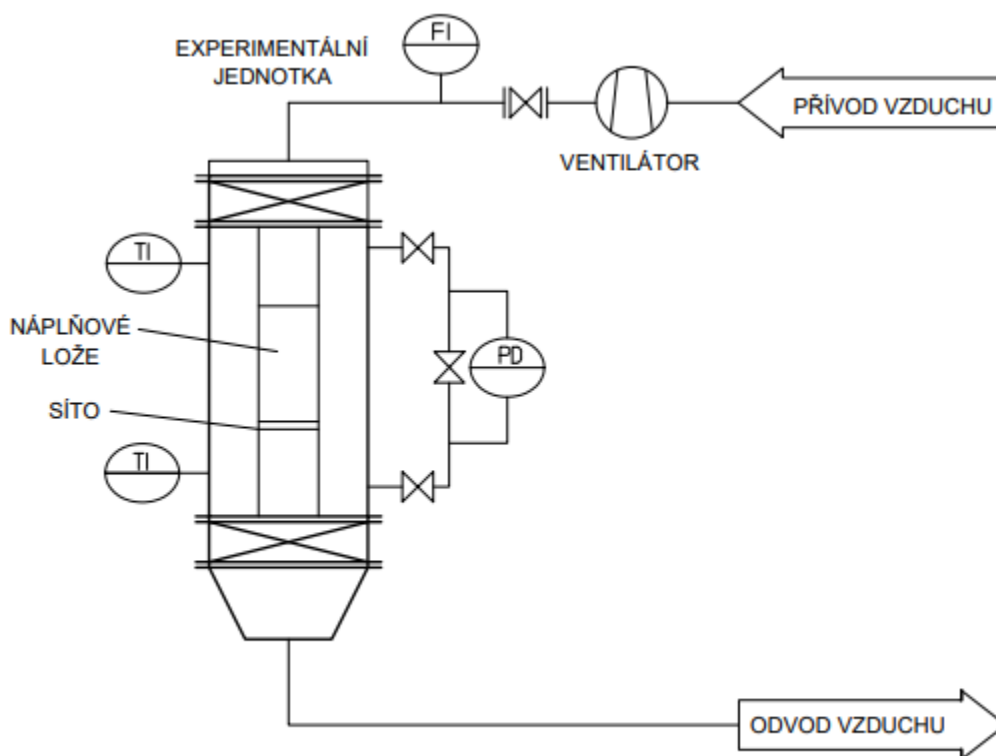 EXPERIMENTÁLNÍ
JEDNOTKA
FI
PŘÍVOD VZDUCHU
VENTILÁTOR
TI
NÁPLŇOVÉ
LOŽE
PD
SÍTO
TI
ODVOD VZDUCHU